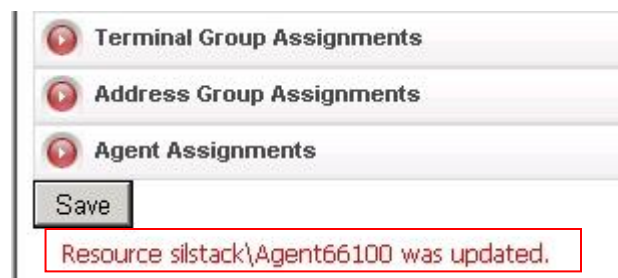 Terminal Group Assignments
Address Group Assignments
Agent Assignments
Save
Resource silstack\Agent66100 was updated.